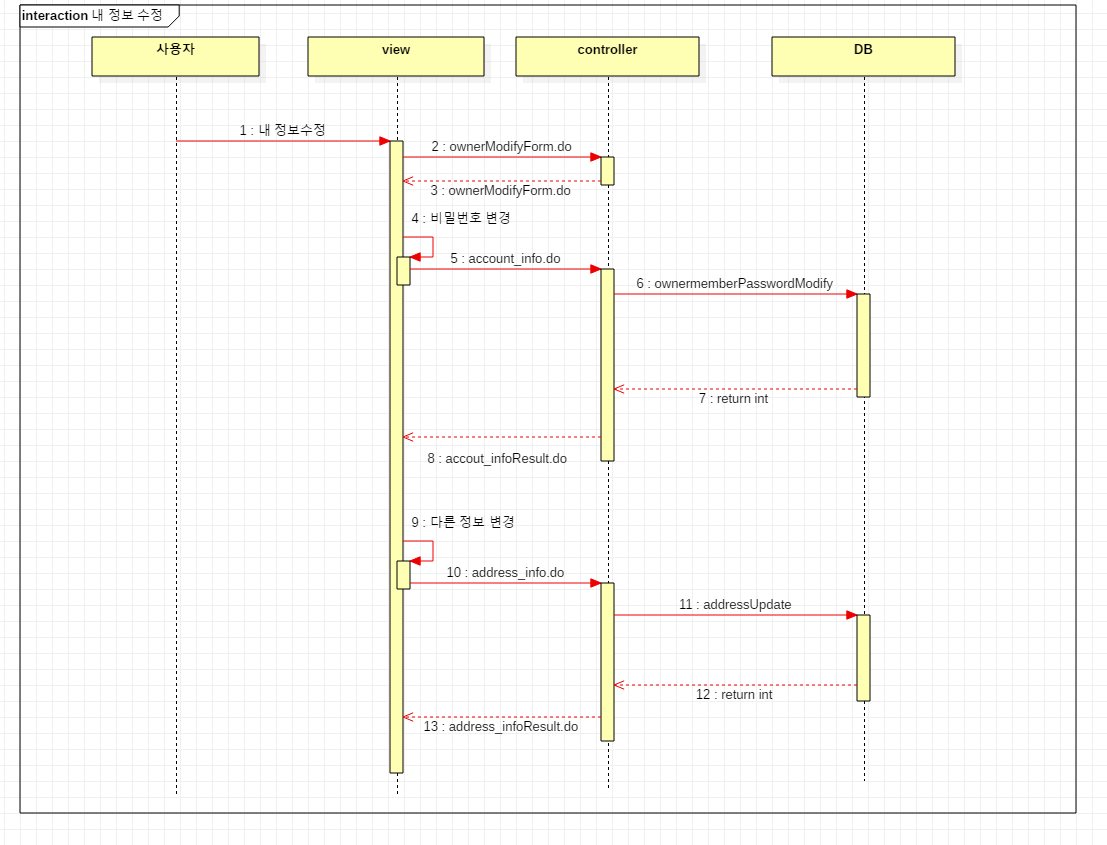 interaction 내 정보 수정
사용자
view
controller
DB
1 : 내 정보수정
2 : ownerModifyForm.do
3 : ownerModifyForm.do
4 : 비밀번호 변경
5 : account_info.do
6 : ownermemberPasswordModify
7 : return int
8 : accout_infoResult.do
9 : 다른 정보 변경
10 : address_info.do
11 : addressUpdate
12 : return int
13 : address_infoResult.do